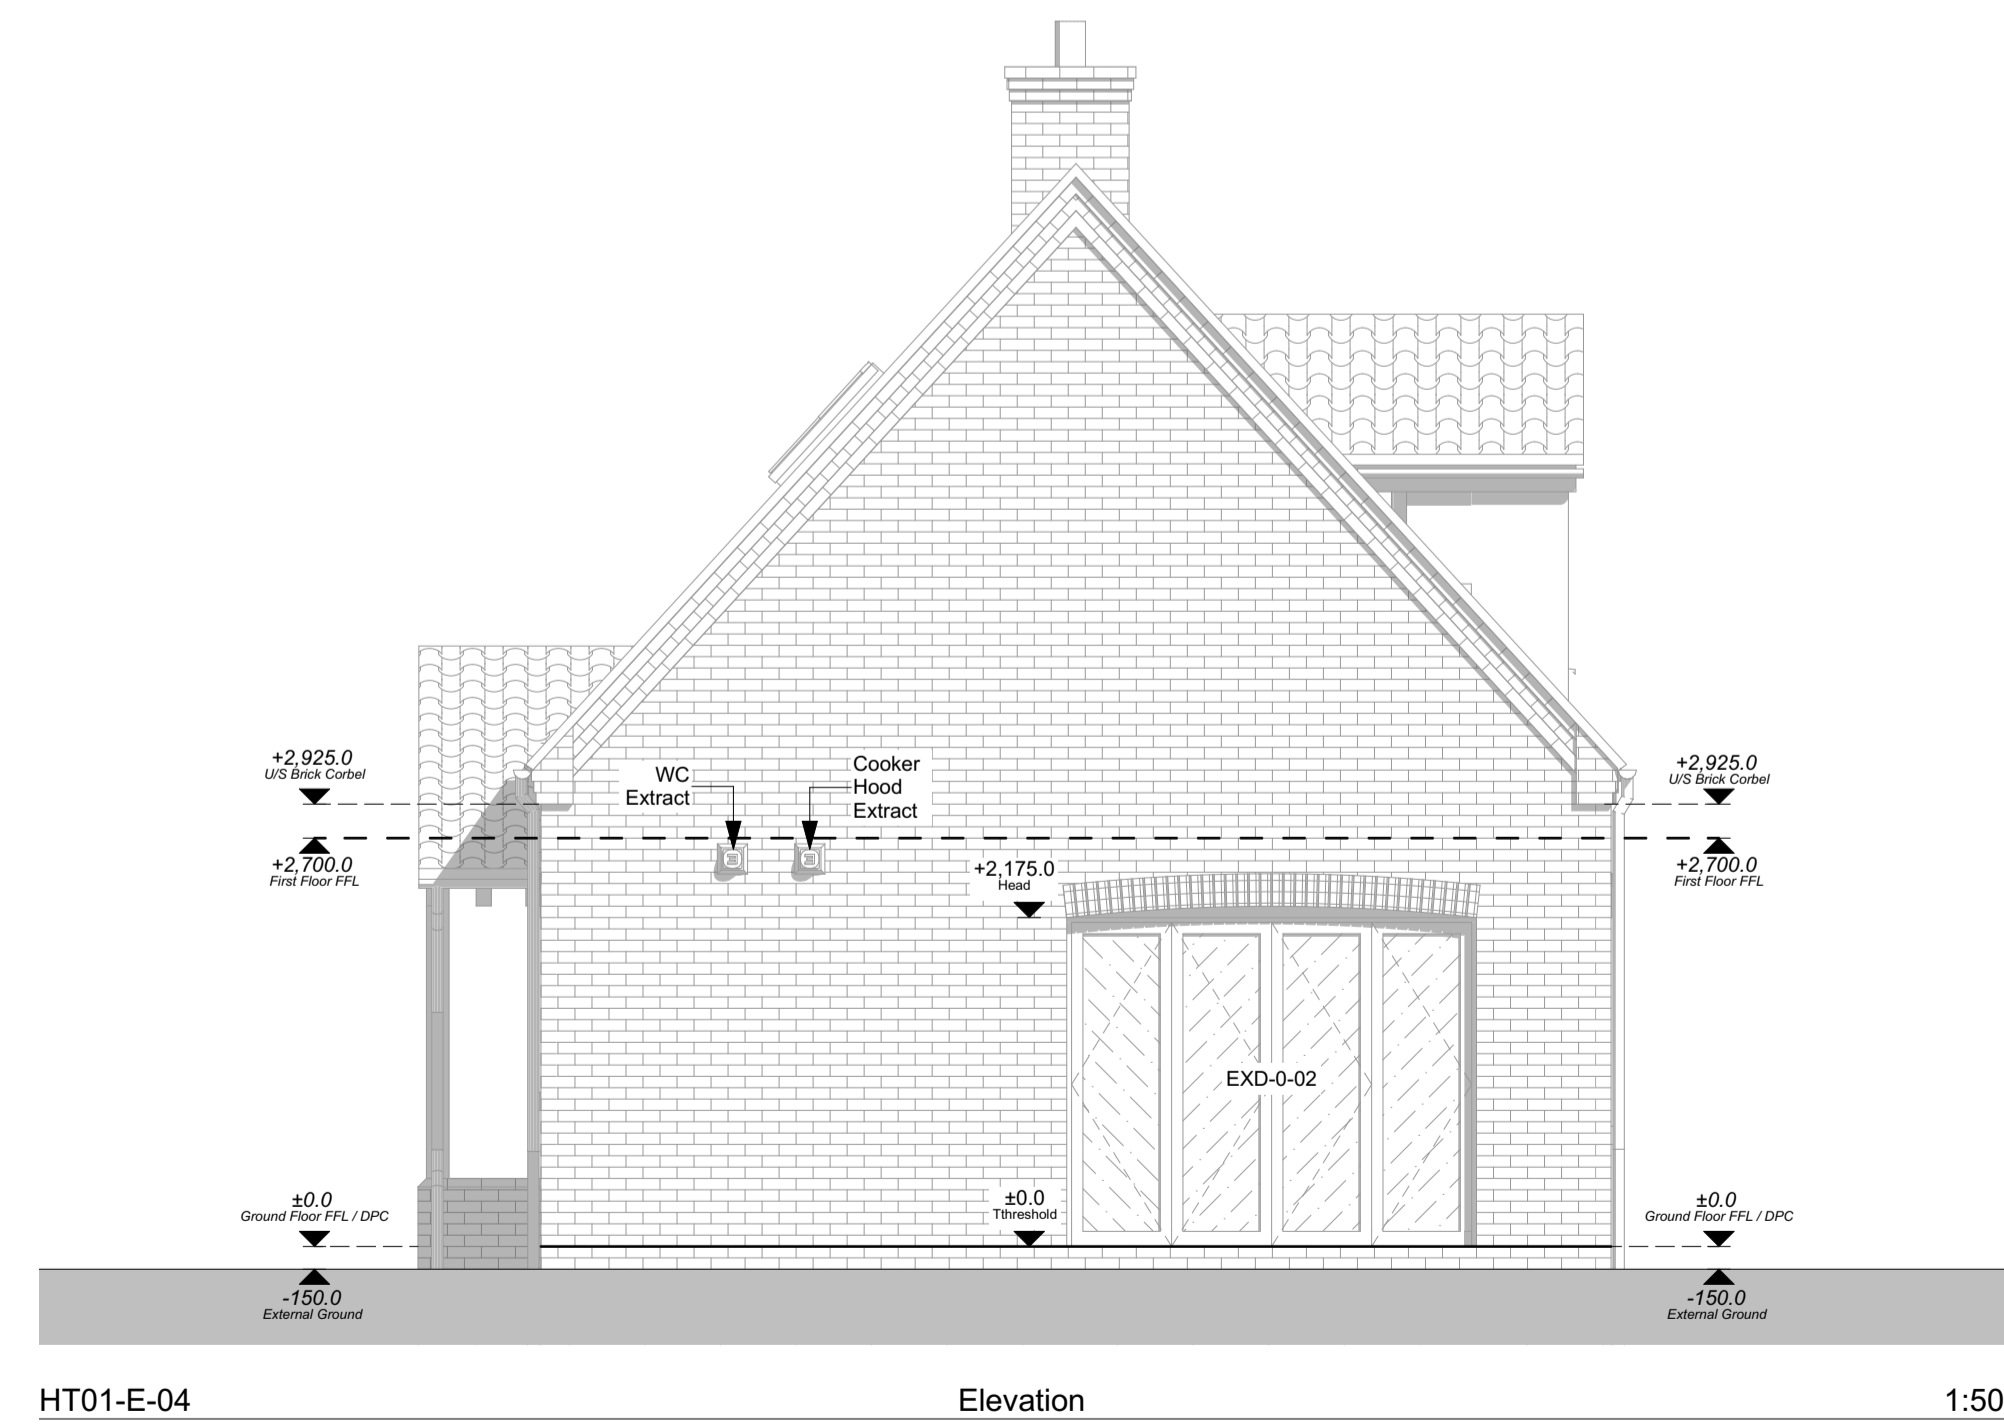 +2,925.0
U/S Brick Corbel
WC
Extract
Cooker
Hood
Extract
+2,925.0
U/S Brick Corbel
+2,700.0
First Floor FFL
+2,175.0
Head
+2,700.0
First Floor FFL
EXD-0-02
±0.0
Ground Floor FFL / DPC
±0.0
Tthreshold
±0.0
Ground Floor FFL / DPC
-150.0
External Ground
-150.0
External Ground
HT01-E-04
Elevation
1:50